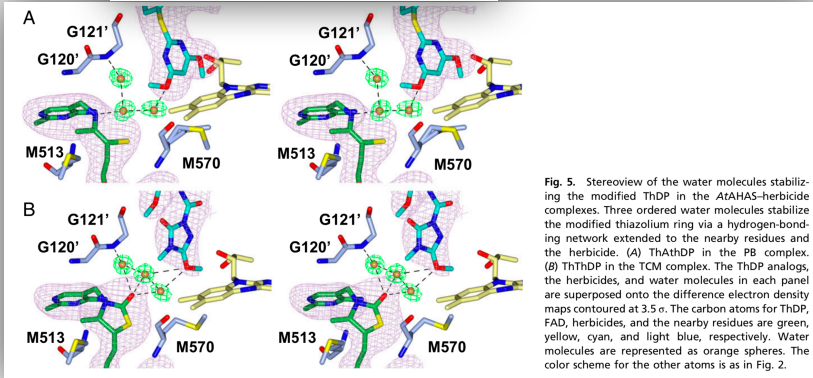 A
G121'
G120'
M513
M570
G121'
G120'
M513
M570
B
G121'
G120'
M513
M570
G121'
G120'
M513
M570
Fig. 5. Stereoview of the water molecules stabiliz-
ing the modified ThDP in the AtAHAS–herbicide
complexes. Three ordered water molecules stabilize
the modified thiazolium ring via a hydrogen-bond-
ing network extended to the nearby residues and
the herbicide. (A) ThAthDP in the PB complex.
(B) ThThDP in the TCM complex. The ThDP analogs,
the herbicides, and water molecules in each panel
are superposed onto the difference electron density
maps contoured at 3.5 σ. The carbon atoms for ThDP,
FAD, herbicides, and the nearby residues are green,
yellow, cyan, and light blue, respectively. Water
molecules are represented as orange spheres. The
color scheme for the other atoms is as in Fig. 2.